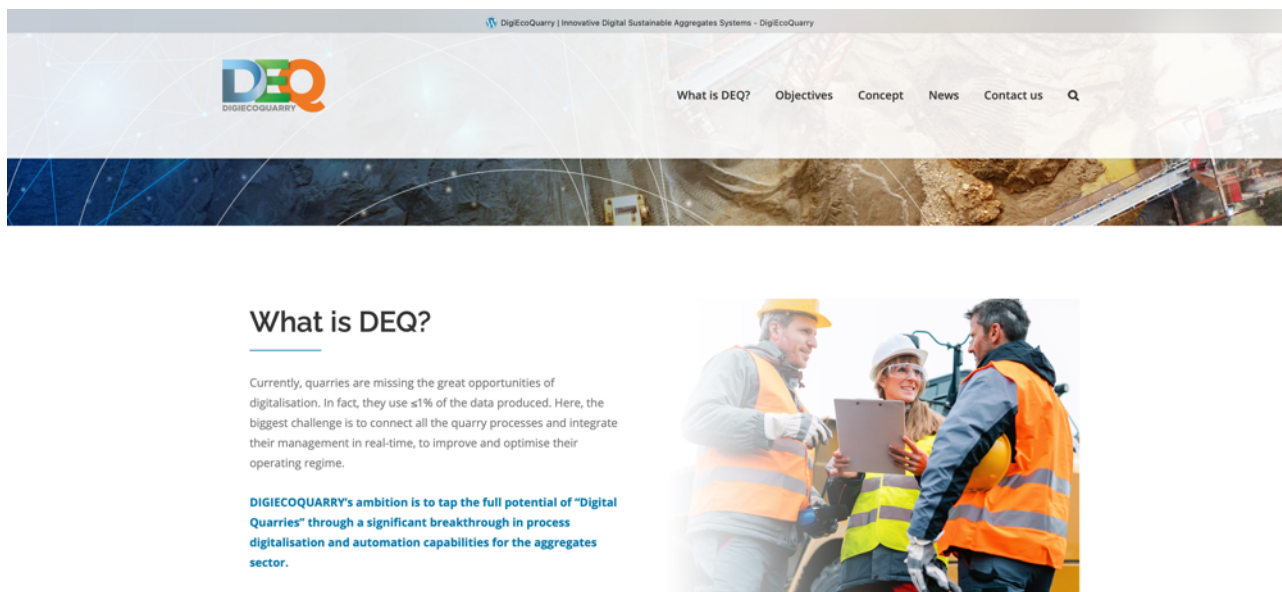 DigiEcoQuarry | Innovative Digital Sustainable Aggregates Systems – DigiEcoQuarry
DEQ
DIGIECOQUARRY
What is DEQ? Objectives Concept News Contact us
What is DEQ?
Currently, quarries are missing the great opportunities of
digitalisation. In fact, they use ≤1% of the data produced. Here, the
biggest challenge is to connect all the quarry processes and integrate
their management in real-time, to improve and optimise their
operating regime.
DIGIECOQUARRY's ambition is to tap the full potential of “Digital
Quarries” through a significant breakthrough in process
digitalisation and automation capabilities for the aggregates
sector.